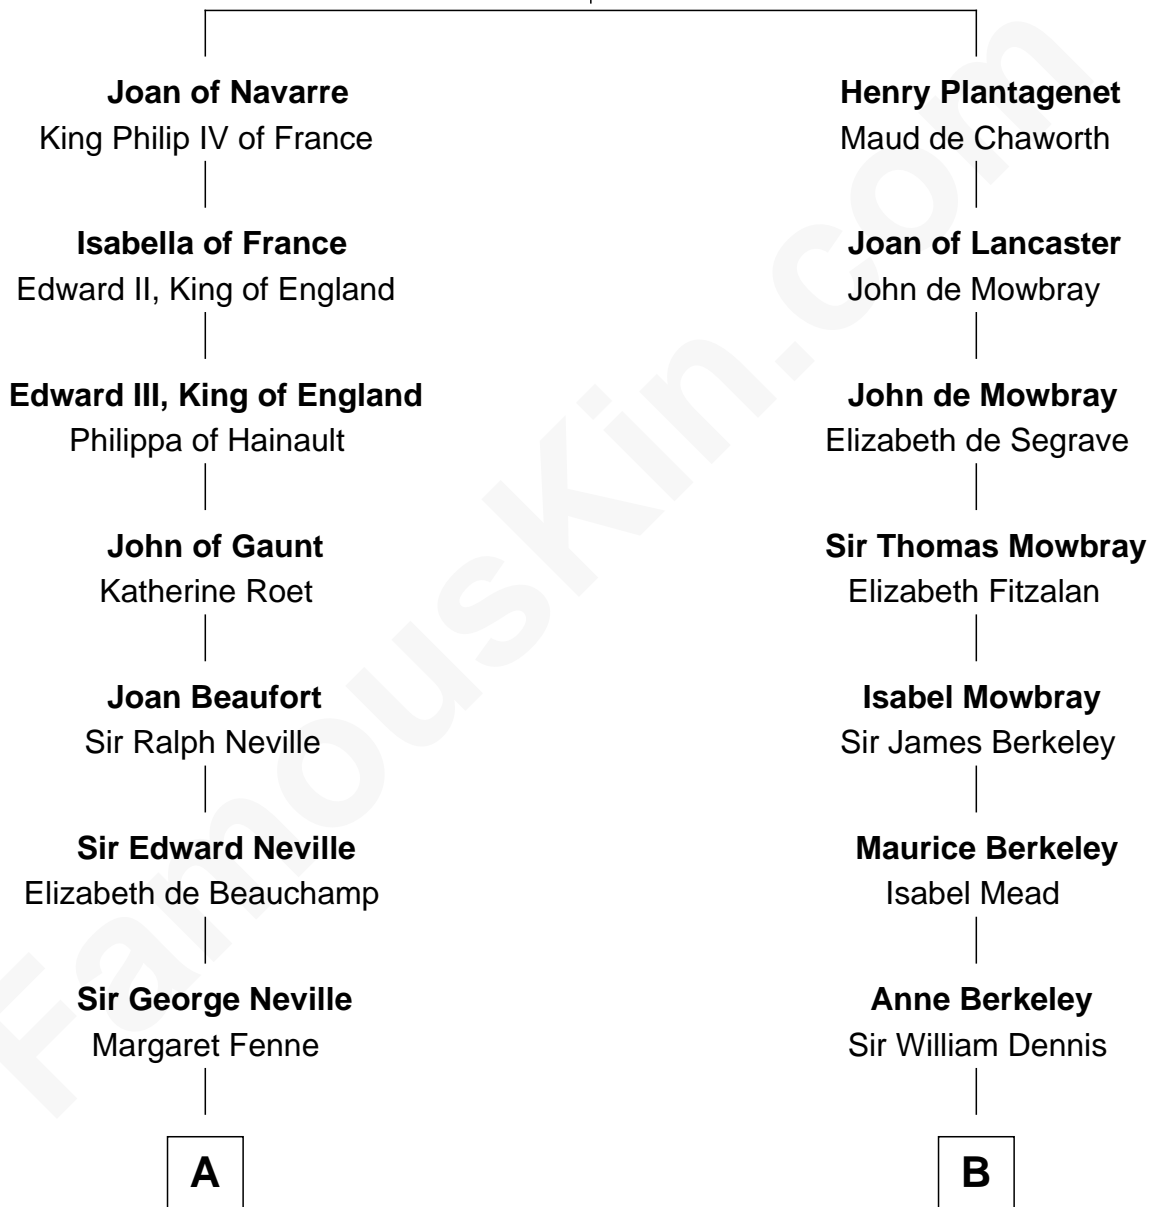 Joan of Navarre
King Philip IV of France
Isabella of France
Edward II, King of England
Edward III, King of England
Philippa of Hainault
John of Gaunt
Katherine Roet
Joan Beaufort
Sir Ralph Neville
Sir Edward Neville
Elizabeth de Beauchamp
Sir George Neville
Margaret Fenne
A
Henry Plantagenet
Maud de Chaworth
Joan of Lancaster
John de Mowbray
John de Mowbray
Elizabeth de Segrave
Sir Thomas Mowbray
Elizabeth Fitzalan
Isabel Mowbray
Sir James Berkeley
Maurice Berkeley
Isabel Mead
Anne Berkeley
Sir William Dennis
B
FamousKin.com